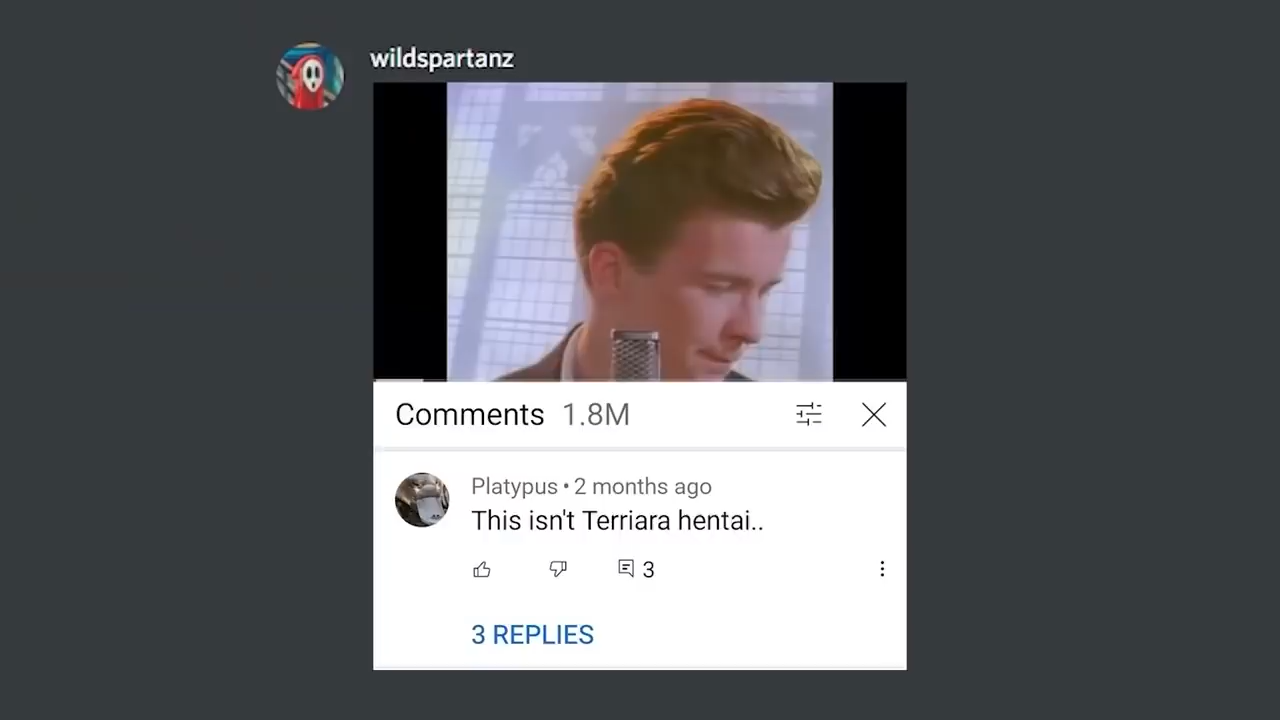 wildspartanz
Comments 1.8M
Platypus • 2 months ago
This isn't Terriara hentai..
3
3 REPLIES